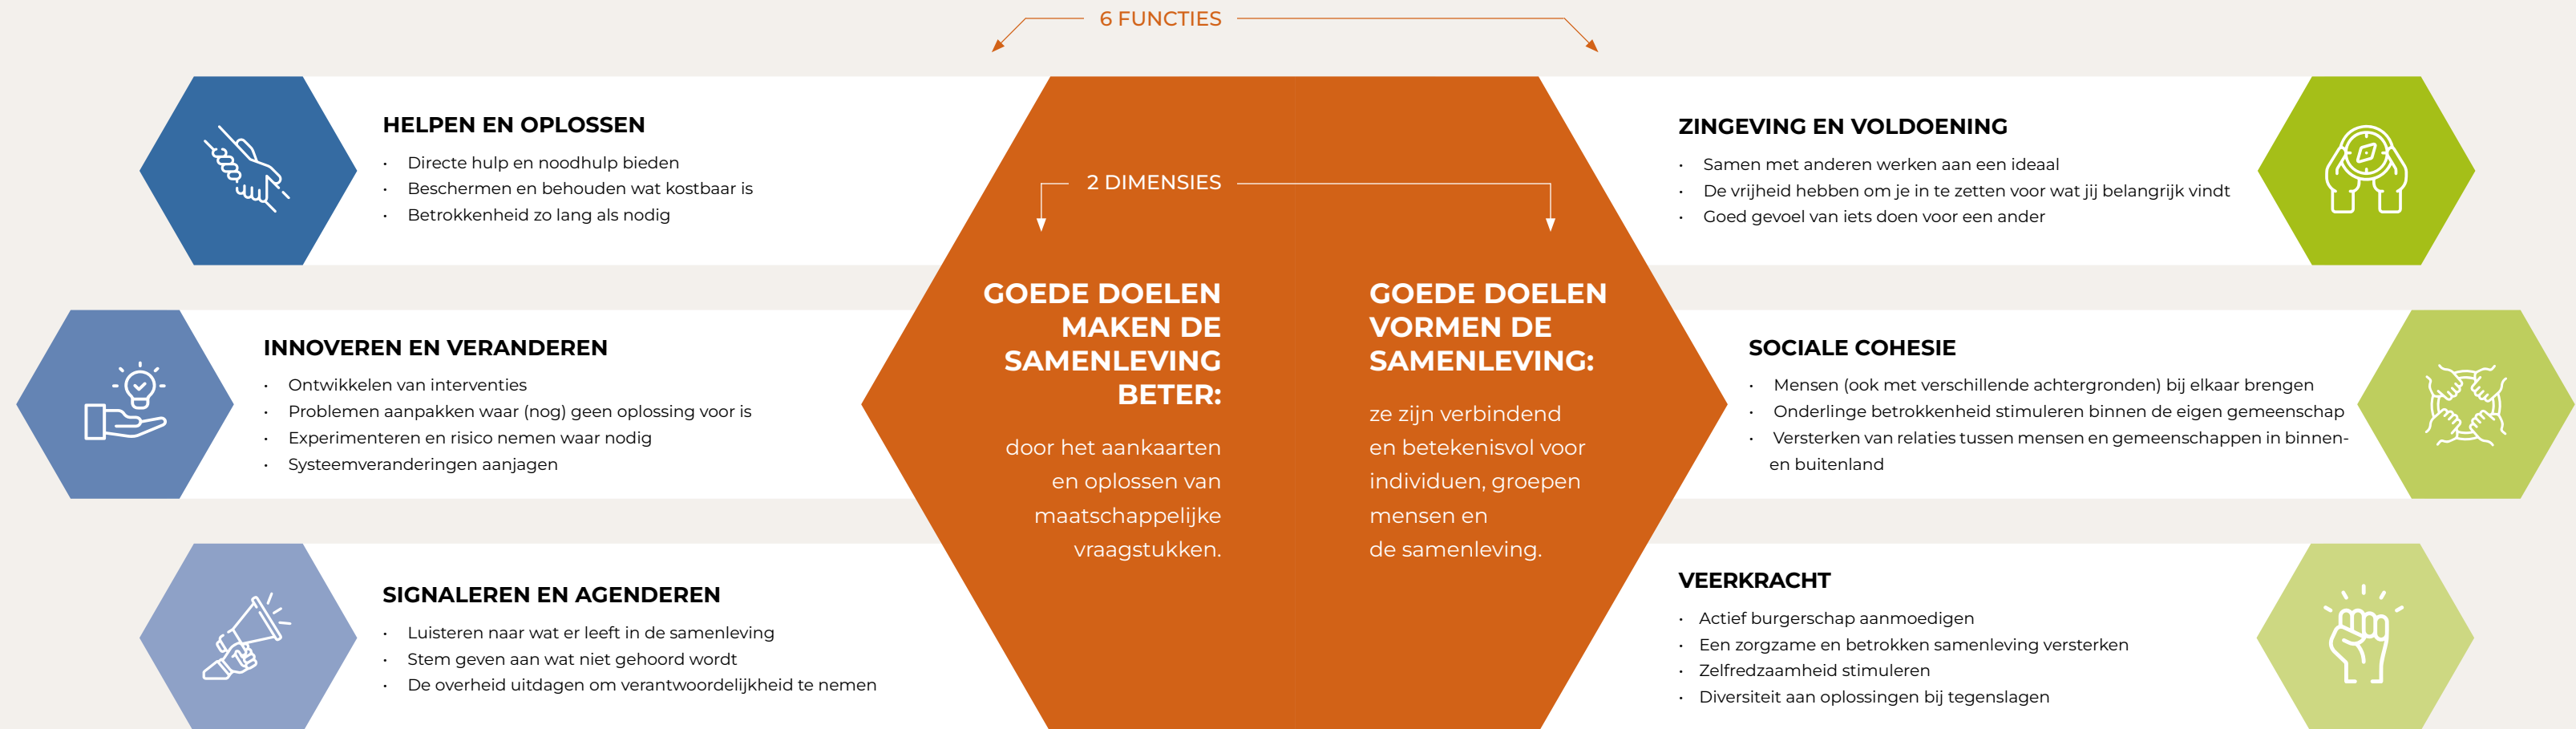 6 FUNCTIES
HELPEN EN OPLOSSEN
• Directe hulp en noodhulp bieden
• Beschermen en behouden wat kostbaar is
• Betrokkenheid zo lang als nodig
INNOVEREN EN VERANDEREN
• Ontwikkelen van interventies
• Problemen aanpakken waar (nog) geen oplossing voor is
• Experimenteren en risico nemen waar nodig
• Systeemveranderingen aanjagen
SIGNALEREN EN AGENDEREN
• Luisteren naar wat er leeft in de samenleving
• Stem geven aan wat niet gehoord wordt
• De overheid uitdagen om verantwoordelijkheid te nemen
2 DIMENSIES
GOEDE DOELEN
MAKEN DE
SAMENLEVING
BETER:
door het aankaarten
en oplossen van
maatschappelijke
vraagstukken.
GOEDE DOELEN
VORMEN DE
SAMENLEVING:
ze zijn verbindend
en betekenisvol voor
individuen, groepen
mensen en
de samenleving.
ZINGEVING EN VOLDOENING
• Samen met anderen werken aan een ideaal
• De vrijheid hebben om je in te zetten voor wat jij belangrijk vindt
• Goed gevoel van iets doen voor een ander
SOCIALE COHESIE
• Mensen (ook met verschillende achtergronden) bij elkaar brengen
• Onderlinge betrokkenheid stimuleren binnen de eigen gemeenschap
• Versterken van relaties tussen mensen en gemeenschappen in binnen-
en buitenland
VEERKRACHT
• Actief burgerschap aanmoedigen
• Een zorgzame en betrokken samenleving versterken
• Zelfredzaamheid stimuleren
• Diversiteit aan oplossingen bij tegenslagen